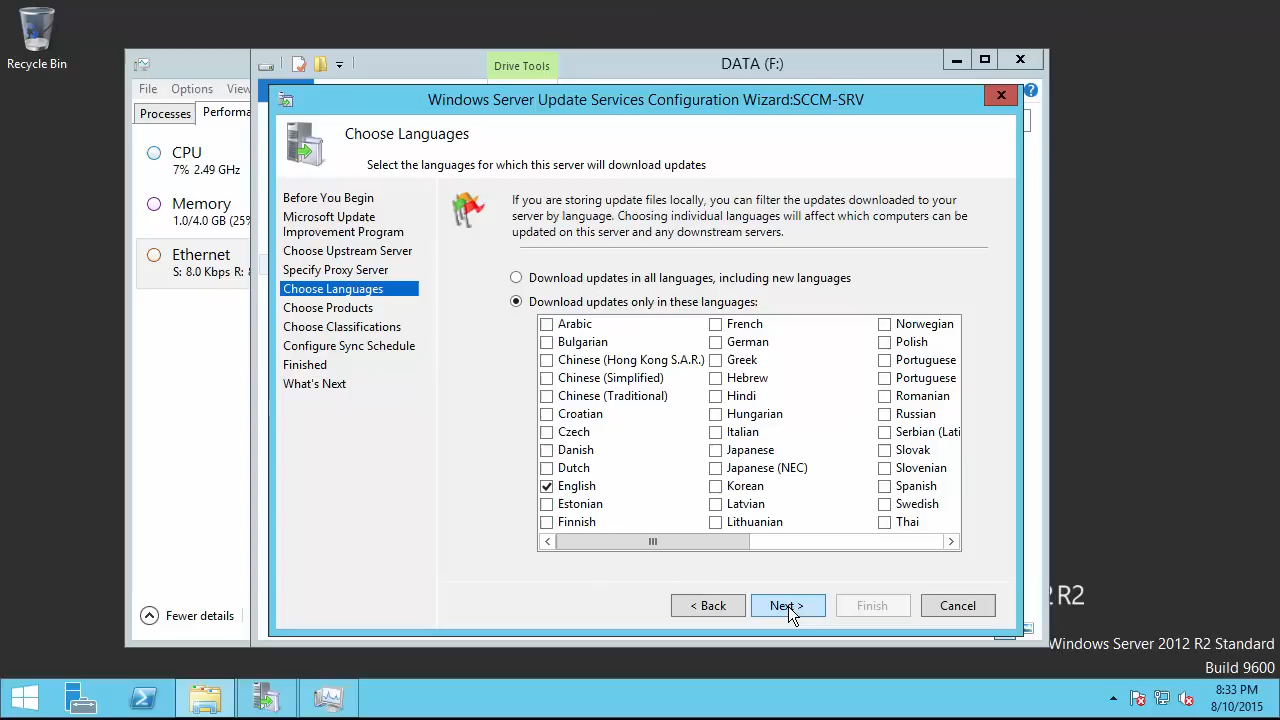 Recycle Bin
Drive Tools
DATA (F:)
File Options View
Processes
Performa
CPU
7% 2.49 GHz
Memory
1.0/4.0 GB (25%
Ethernet
S: 8.0 Kbps R:
Fewer details
Windows Server Update Services Configuration Wizard:SCCM-SRV
Choose Languages
Select the languages for which this server will download updates
Before You Begin
Microsoft Update
Improvement Program
Choose Upstream Server
Specify Proxy Server
Choose Languages
Choose Products
Choose Classifications
Configure Sync Schedule
Finished
What's Next
If you are storing update files locally, you can filter the updates downloaded to your
server by language. Choosing individual languages will affect which computers can be
updated on this server and any downstream servers.
Download updates in all languages, including new languages
Download updates only in these languages:
Arabic
Bulgarian
Chinese (Hong Kong S.A.R.)
Chinese (Simplified)
Chinese (Traditional)
Croatian
Czech
Danish
Dutch
English
Estonian
Finnish
French
German
Greek
Hebrew
Hindi
Hungarian
Italian
Japanese
Japanese (NEC)
Korean
Latvian
Lithuanian
Norwegian
Polish
Portuguese
Portuguese
Romanian
Russian
Serbian (Lati
Slovak
Slovenian
Spanish
Swedish
Thai
< Back
Next >
Finish
Cancel
2 R2
Windows Server 2012 R2 Standard
Build 9600
8:33 PM
8/10/2015